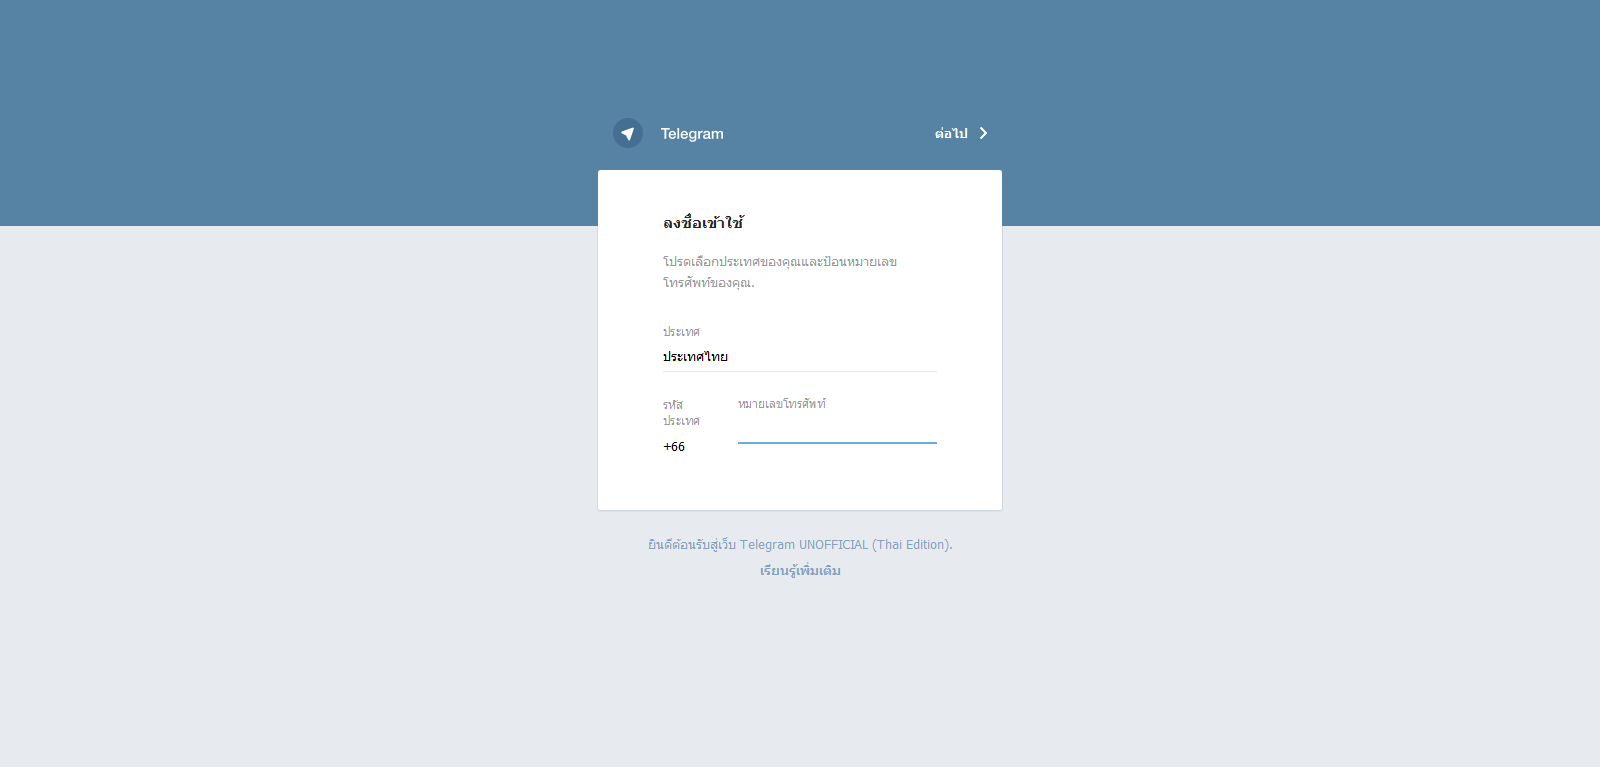 Telegram
ต่อไป
ลงชื่อเข้าใช้
โปรดเลือกประเทศของคุณและป้อนหมายเลข
โทรศัพท์ของคุณ.
ประเทศ
ประเทศไทย
รหัส
ประเทศ
หมายเลขโทรศัพท์
+66
ยินดีต้อนรับสู่เว็บ Telegram UNOFFICIAL (Thai Edition).
เรียนรู้เพิ่มเติม